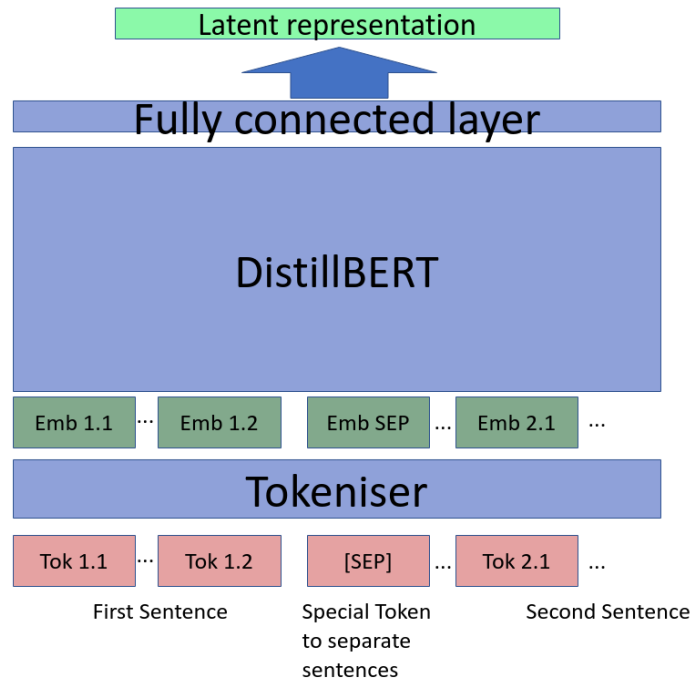 Latent representation
Fully connected layer
DistillBERT
Emb 1.1 ... Emb 1.2 Emb SEP ... Emb 2.1 ...
Tokeniser
Tok 1.1 ... Tok 1.2 [SEP] ... Tok 2.1 ...
First Sentence
Special Token
to separate
sentences
Second Sentence